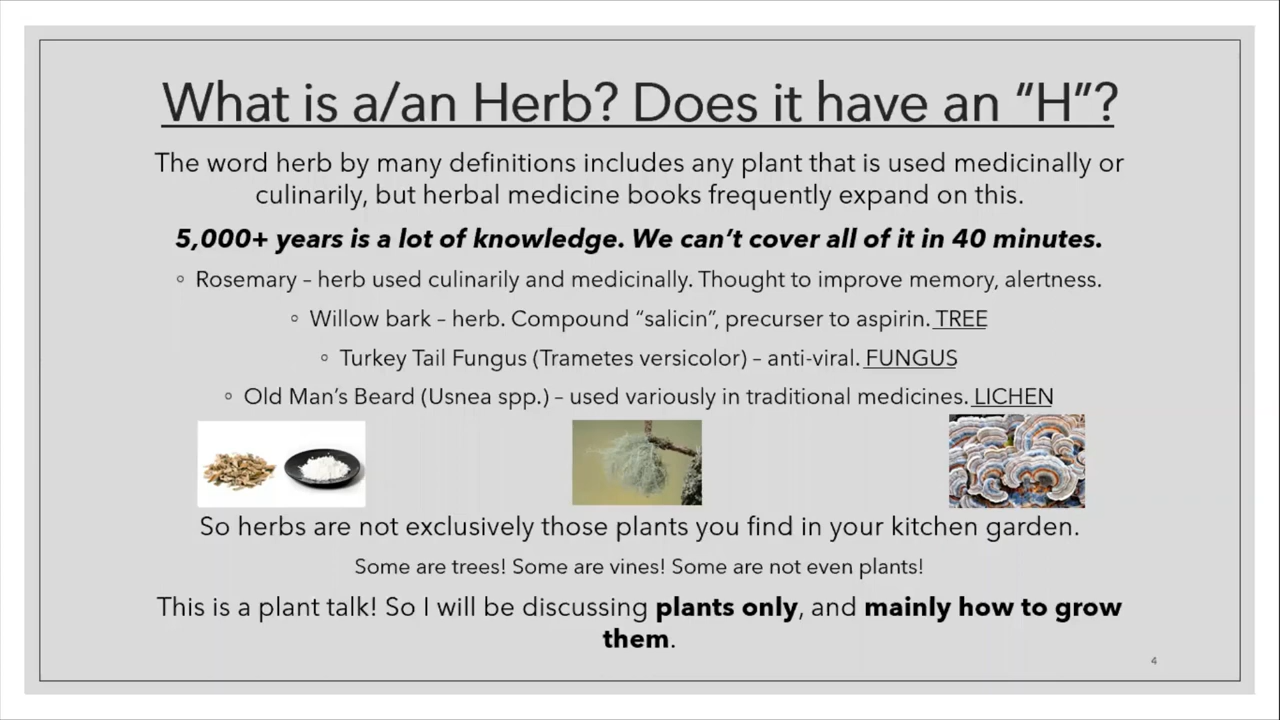 What is a/an Herb? Does it have an “H”?
The word herb by many definitions includes any plant that is used medicinally or
culinarily, but herbal medicine books frequently expand on this.
5,000+ years is a lot of knowledge. We can’t cover all of it in 40 minutes.
◦ Rosemary – herb used culinarily and medicinally. Thought to improve memory, alertness.
◦ Willow bark – herb. Compound “salicin”, precurser to aspirin. TREE
◦ Turkey Tail Fungus (Trametes versicolor) – anti-viral. FUNGUS
◦ Old Man’s Beard (Usnea spp.) – used variously in traditional medicines. LICHEN
So herbs are not exclusively those plants you find in your kitchen garden.
Some are trees! Some are vines! Some are not even plants!
This is a plant talk! So I will be discussing plants only, and mainly how to grow
them.
4